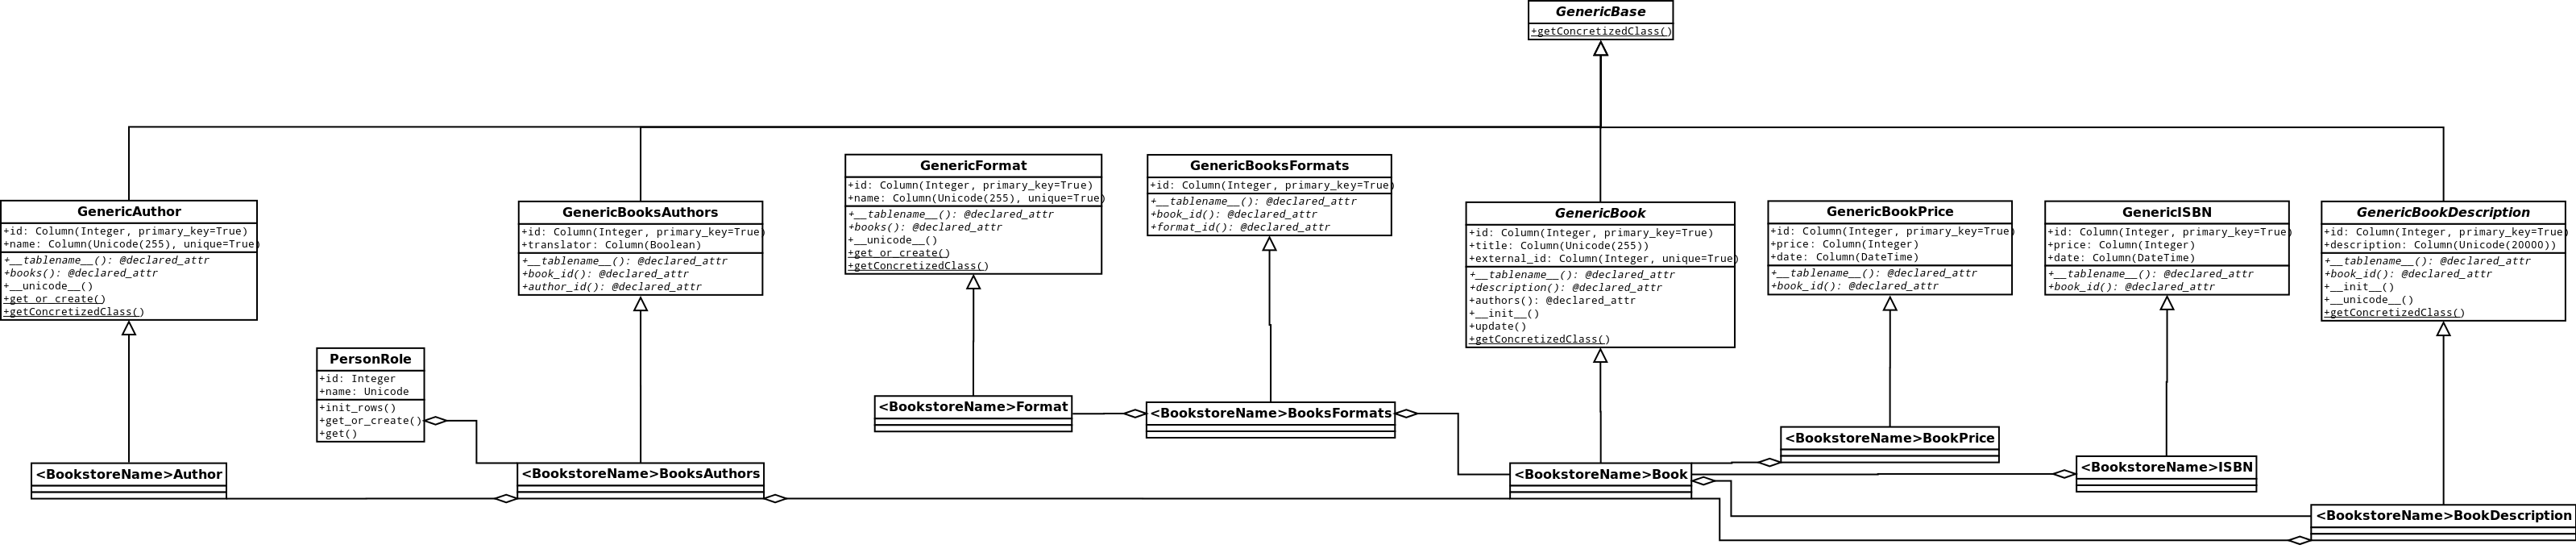 GenericBase
+getConcretizedClass()
GenericAuthor
+id: Column(Integer, primary_key=True)
+name: Column(Unicode(255), unique=True)
+__tablename__(): @declared_attr
+books(): @declared_attr
+__unicode__()
+get_or_create()
+getConcretizedClass()
GenericBooksAuthors
+id: Column(Integer, primary_key=True)
+translator: Column(Boolean)
+__tablename__(): @declared_attr
+book_id(): @declared_attr
+author_id(): @declared_attr
GenericFormat
+id: Column(Integer, primary_key=True)
+name: Column(Unicode(255), unique=True)
+__tablename__(): @declared_attr
+books(): @declared_attr
+__unicode__()
+get_or_create()
+getConcretizedClass()
GenericBooksFormats
+id: Column(Integer, primary_key=True)
+__tablename__(): @declared_attr
+book_id(): @declared_attr
+format_id(): @declared_attr
GenericBook
+id: Column(Integer, primary_key=True)
+title: Column(Unicode(255))
+external_id: Column(Integer, unique=True)
+__tablename__(): @declared_attr
+description(): @declared_attr
+authors(): @declared_attr
+__init__()
+update()
+getConcretizedClass()
GenericBookPrice
+id: Column(Integer, primary_key=True)
+price: Column(Integer)
+date: Column(DateTime)
+__tablename__(): @declared_attr
+book_id(): @declared_attr
GenericISBN
+id: Column(Integer, primary_key=True)
+price: Column(Integer)
+date: Column(DateTime)
+__tablename__(): @declared_attr
+book_id(): @declared_attr
GenericBookDescription
+id: Column(Integer, primary_key=True)
+description: Column(Unicode(20000))
+__tablename__(): @declared_attr
+book_id(): @declared_attr
+__init__()
+__unicode__()
+getConcretizedClass()
PersonRole
+id: Integer
+name: Unicode
+init_rows()
+get_or_create()
+get()
<BookstoreName>Author
<BookstoreName>BooksAuthors
<BookstoreName>Format
<BookstoreName>BooksFormats
<BookstoreName>Book
<BookstoreName>BookPrice
<BookstoreName>ISBN
<BookstoreName>BookDescription